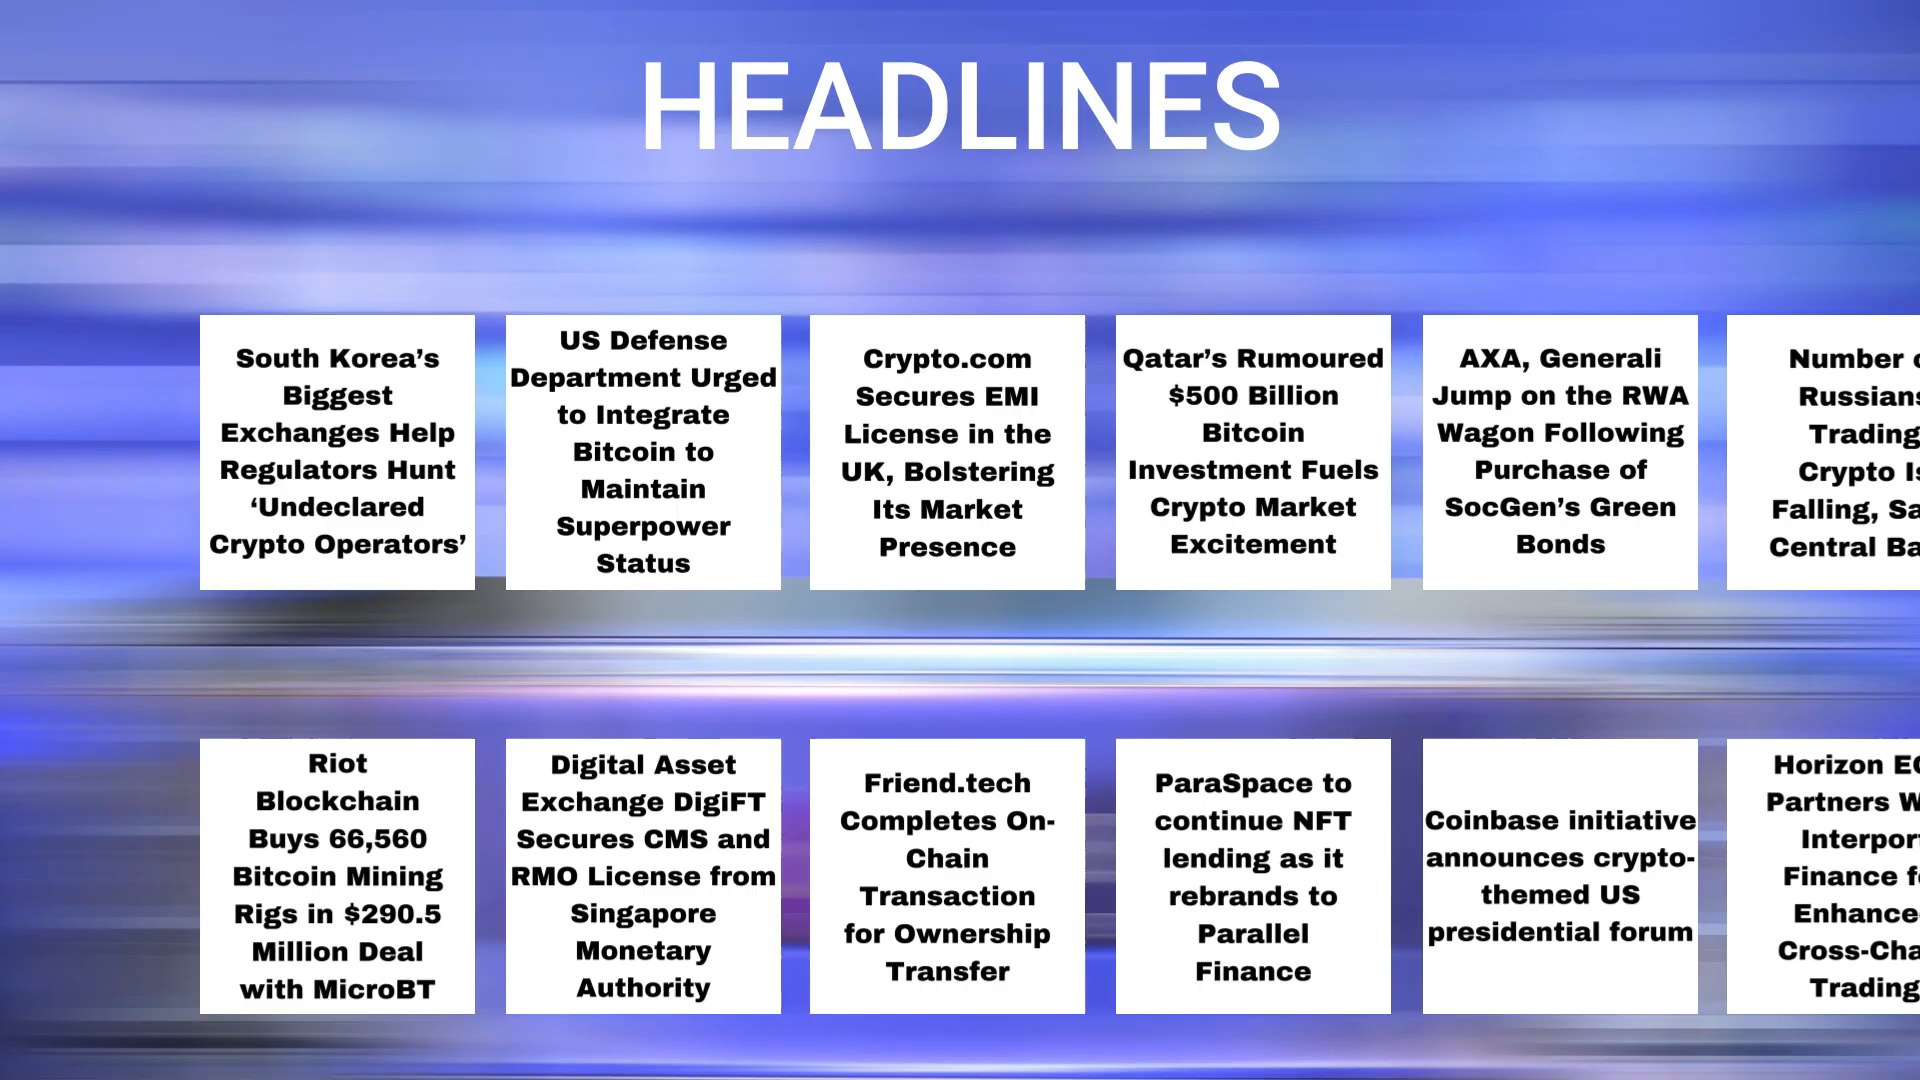 HEADLINES
South Korea’s
Biggest
Exchanges Help
Regulators Hunt
‘Undeclared
Crypto Operators’
US Defense
Department Urged
to Integrate
Bitcoin to
Maintain
Superpower
Status
Crypto.com
Secures EMI
License in the
UK, Bolstering
Its Market
Presence
Qatar’s Rumoured
$500 Billion
Bitcoin
Investment Fuels
Crypto Market
Excitement
AXA, Generali
Jump on the RWA
Wagon Following
Purchase of
SocGen’s Green
Bonds
Number
Russians
Trading
Crypto
Falling,
Central
Riot
Blockchain
Buys 66,560
Bitcoin Mining
Rigs in $290.5
Million Deal
with MicroBT
Digital Asset
Exchange DigiFT
Secures CMS and
RMO License from
Singapore
Monetary
Authority
Friend.tech
Completes On-
Chain
Transaction
for Ownership
Transfer
ParaSpace to
continue NFT
lending as it
rebrands to
Parallel
Finance
Coinbase initiative
announces crypto-
themed US
presidential forum
Horizon
Partners
Finance
Trading